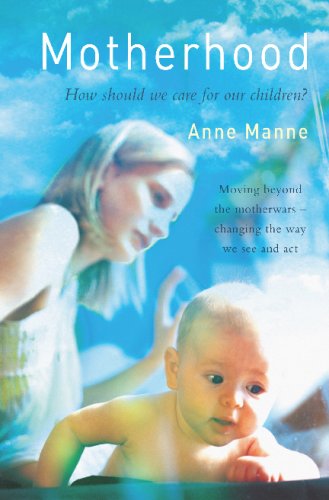 Motherhood
How should we care for our children?
Anne Manne
Moving beyond
the motherwars –
changing the way
we see and act